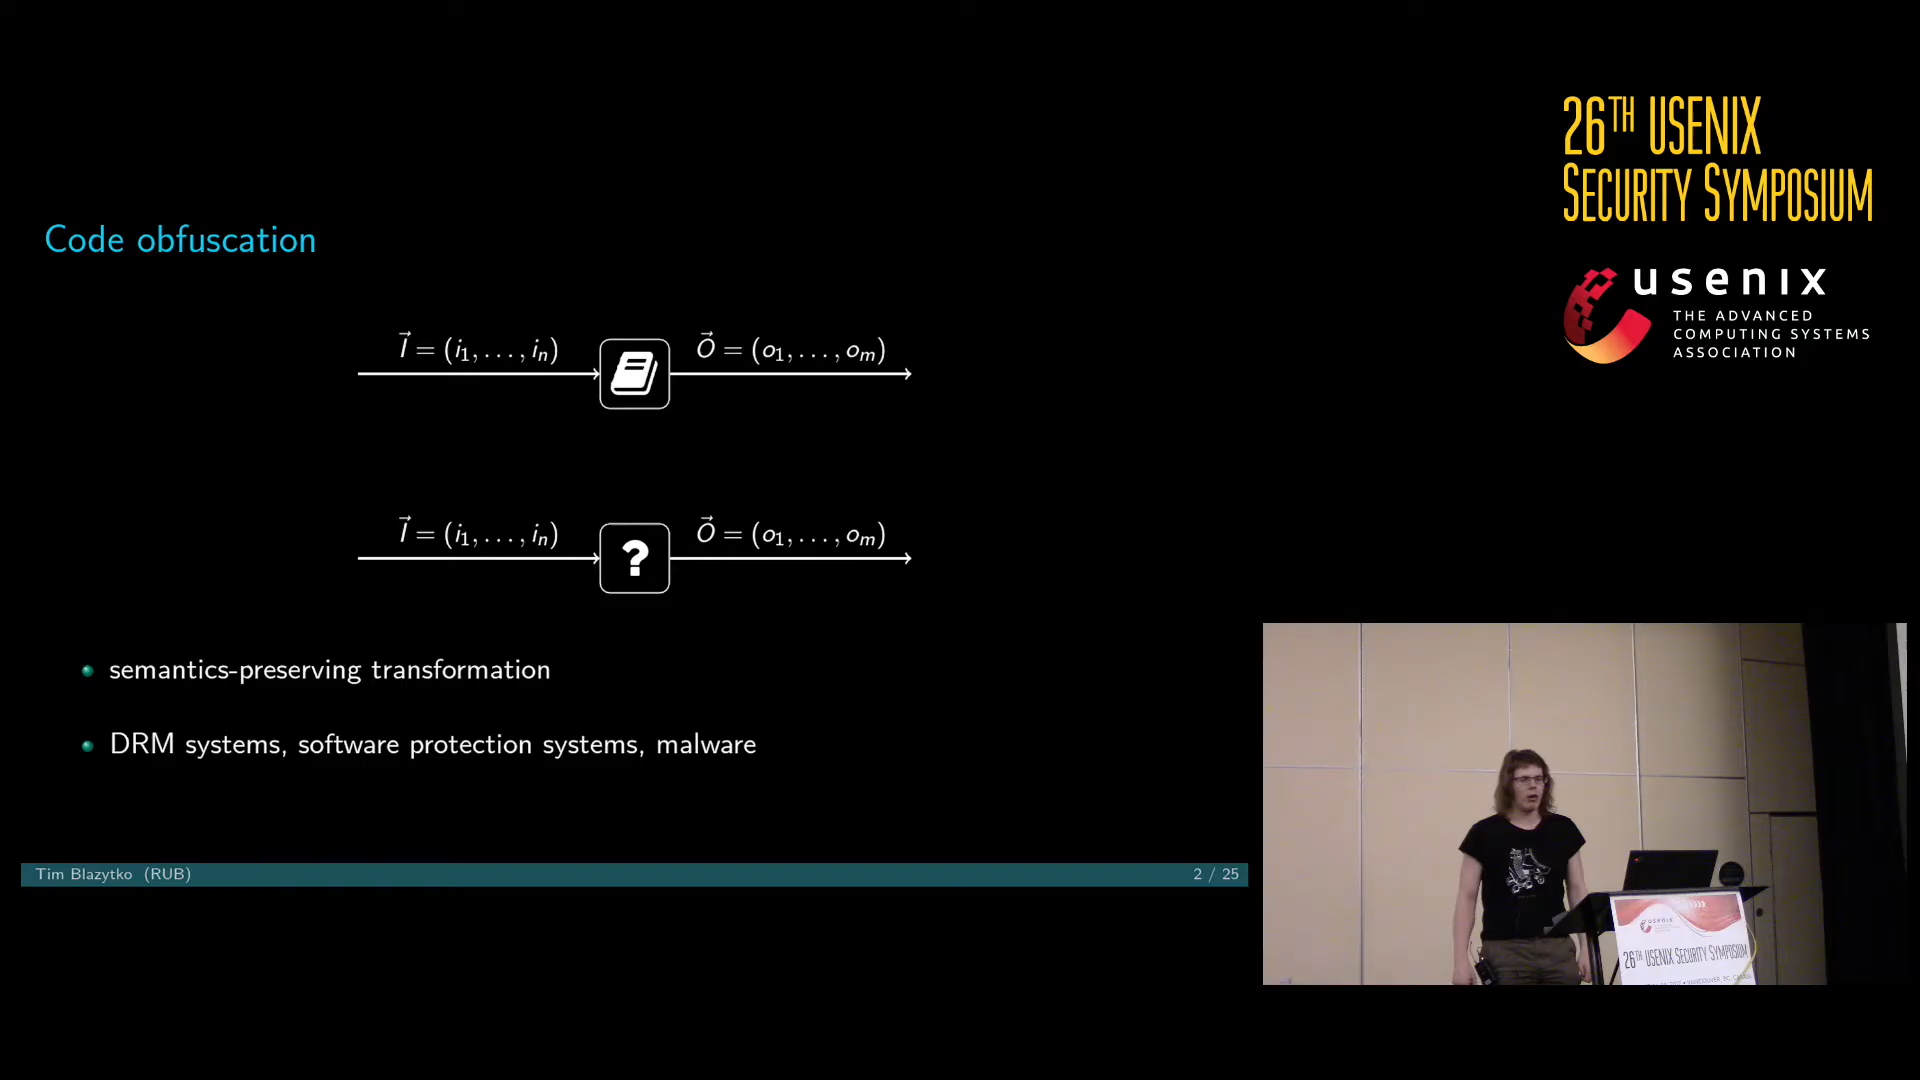 26TH USENIX
SECURITY SYMPOSIUM
usenix
THE ADVANCED
COMPUTING SYSTEMS
ASSOCIATION
Code obfuscation
I⃗ = (i₁, . . . , iₙ)
O⃗ = (o₁, . . . , oₘ)
I⃗ = (i₁, . . . , iₙ)
?
O⃗ = (o₁, . . . , oₘ)
semantics-preserving transformation
DRM systems, software protection systems, malware
Tim Blazytko (RUB)
2 / 25
usenix
26TH USENIX SECURITY SYMPOSIUM